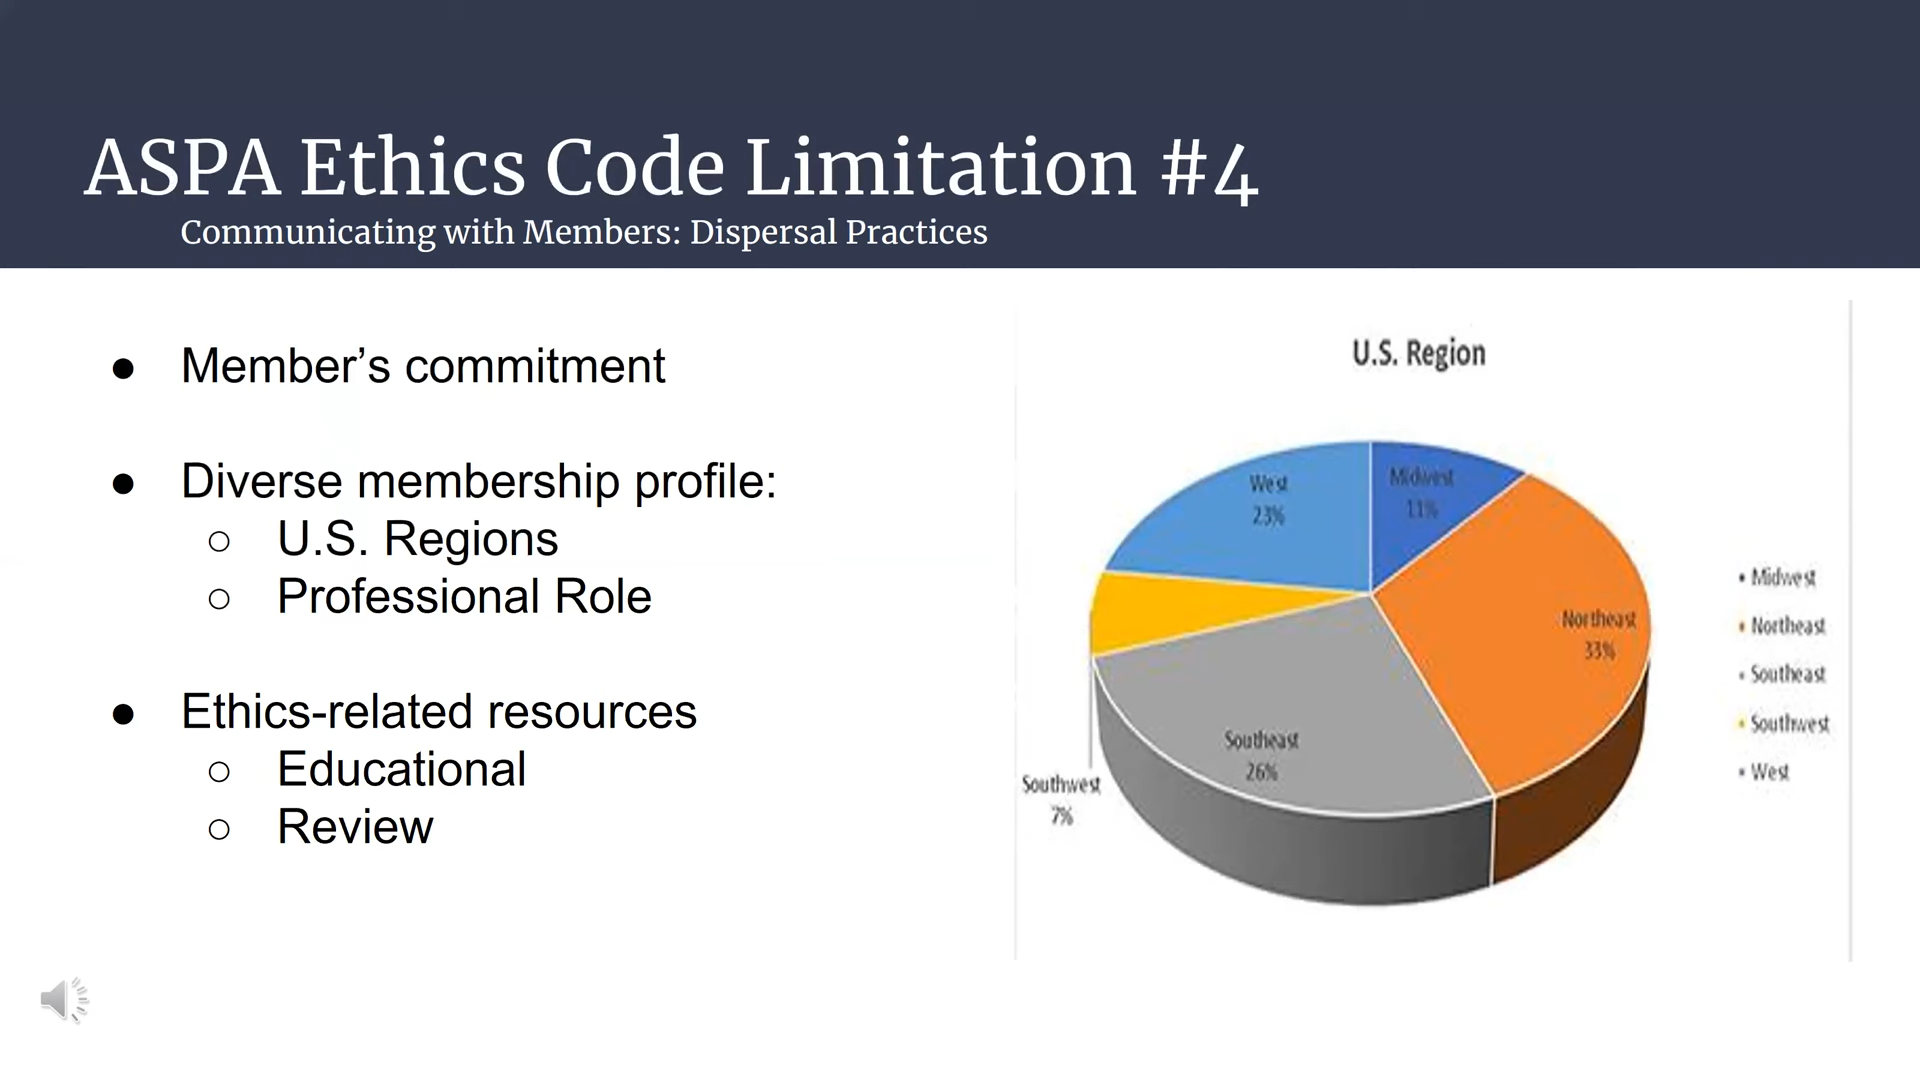 ASPA Ethics Code Limitation #4
Communicating with Members: Dispersal Practices
● Member’s commitment
● Diverse membership profile:
○ U.S. Regions
○ Professional Role
● Ethics-related resources
○ Educational
○ Review
U.S. Region
West
23%
Midwest
11%
Northeast
33%
Southeast
26%
Southwest
7%
Midwest
Northeast
Southeast
Southwest
West